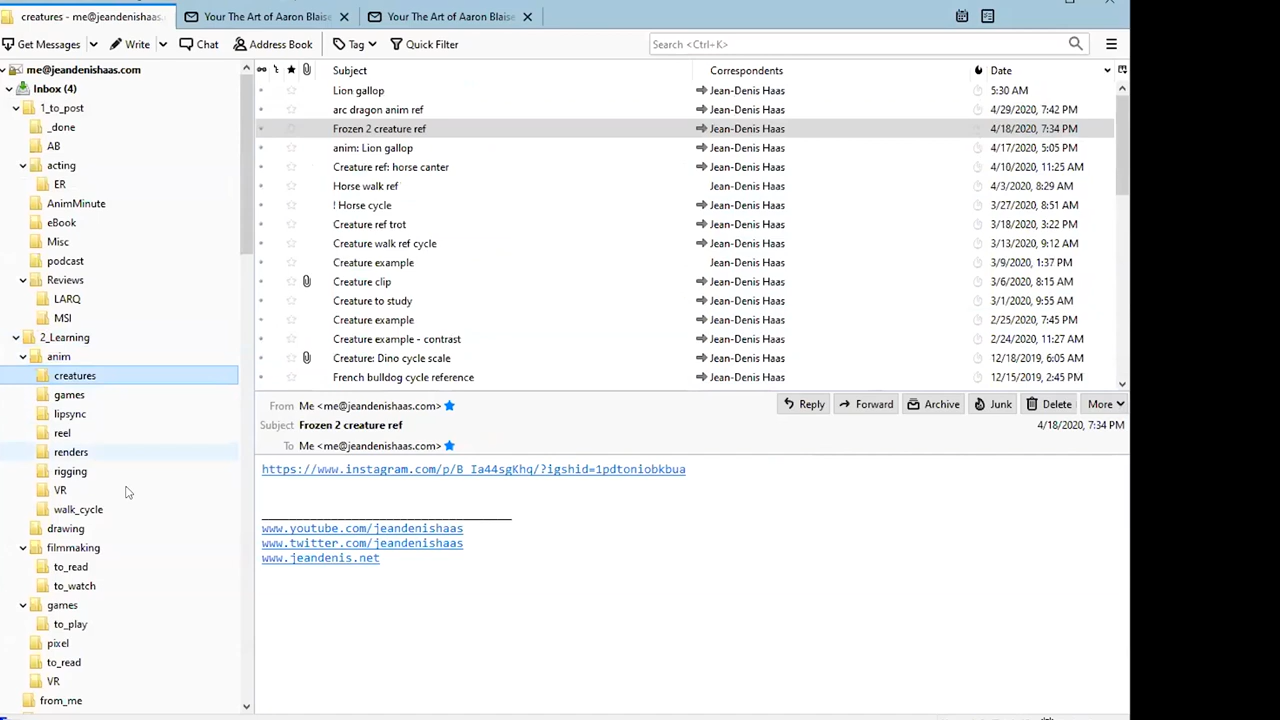 creatures - me@jeandenishaas.
Your The Art of Aaron Blaise
Your The Art of Aaron Blaise
Get Messages
Write
Chat
Address Book
Tag
Quick Filter
Search <Ctrl+K>
me@jeandenishaas.com
Inbox (4)
1_to_post
_done
AB
acting
ER
AnimMinute
eBook
Misc
podcast
Reviews
LARQ
MSI
2_Learning
anim
creatures
games
lipsync
reel
renders
rigging
VR
walk_cycle
drawing
filmmaking
to_read
to_watch
games
to_play
pixel
to_read
VR
from_me
Subject Correspondents Date
Lion gallop Jean-Denis Haas 5:30 AM
arc dragon anim ref Jean-Denis Haas 4/29/2020, 7:42 PM
Frozen 2 creature ref Jean-Denis Haas 4/18/2020, 7:34 PM
anim: Lion gallop Jean-Denis Haas 4/17/2020, 5:05 PM
Creature ref: horse canter Jean-Denis Haas 4/10/2020, 11:25 AM
Horse walk ref Jean-Denis Haas 4/3/2020, 8:29 AM
! Horse cycle Jean-Denis Haas 3/27/2020, 8:51 AM
Creature ref trot Jean-Denis Haas 3/18/2020, 3:22 PM
Creature walk ref cycle Jean-Denis Haas 3/13/2020, 9:12 AM
Creature example Jean-Denis Haas 3/9/2020, 1:37 PM
Creature clip Jean-Denis Haas 3/6/2020, 8:15 AM
Creature to study Jean-Denis Haas 3/1/2020, 9:55 AM
Creature example Jean-Denis Haas 2/25/2020, 7:45 PM
Creature example - contrast Jean-Denis Haas 2/24/2020, 11:27 AM
Creature: Dino cycle scale Jean-Denis Haas 12/18/2019, 6:05 AM
French bulldog cycle reference Jean-Denis Haas 12/15/2019, 2:45 PM
From Me <me@jeandenishaas.com>
Reply
Forward
Archive
Junk
Delete
More
Subject Frozen 2 creature ref 4/18/2020, 7:34 PM
To Me <me@jeandenishaas.com>
https://www.instagram.com/p/B_Ia44sgKhq/?igshid=1pdtoniobkbua
www.youtube.com/jeandenishaas
www.twitter.com/jeandenishaas
www.jeandenis.net